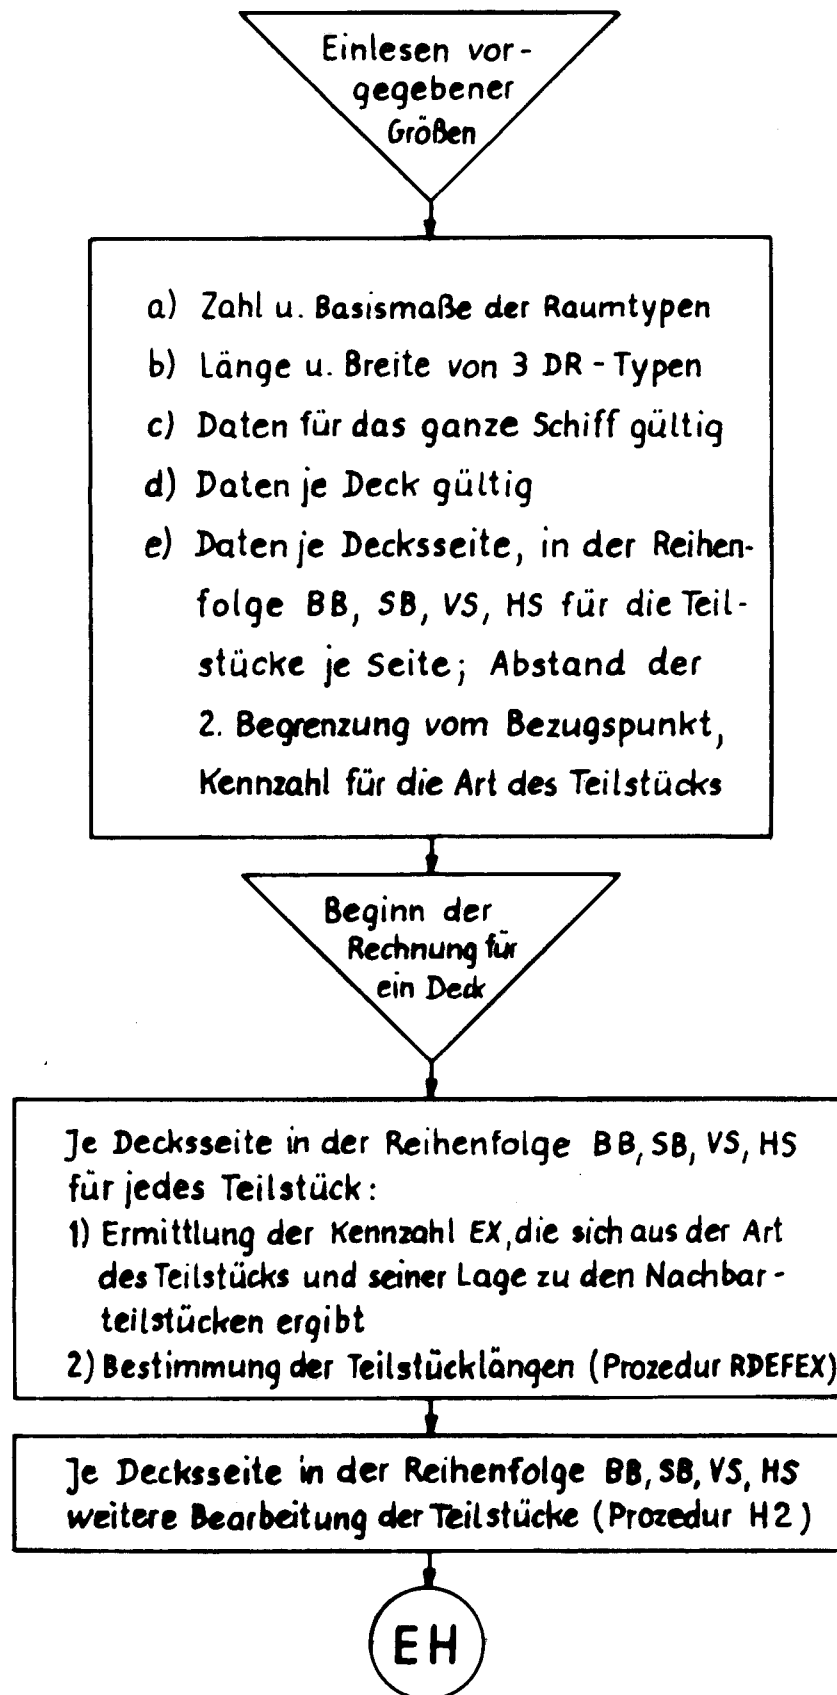 Einlesen vor-
gegebener
Größen
a) Zahl u. Basismaße der Raumtypen
b) Länge u. Breite von 3 DR - Typen
c) Daten für das ganze Schiff gültig
d) Daten je Deck gültig
e) Daten je Decksseite, in der Reihen-
folge BB, SB, VS, HS für die Teil-
stücke je Seite; Abstand der
2. Begrenzung vom Bezugspunkt,
Kennzahl für die Art des Teilstücks
Beginn der
Rechnung für
ein Deck
Je Decksseite in der Reihenfolge BB, SB, VS, HS
für jedes Teilstück:
1) Ermittlung der Kennzahl EX, die sich aus der Art
des Teilstücks und seiner Lage zu den Nachbar-
teilstücken ergibt
2) Bestimmung der Teilstücklängen (Prozedur RDEFEX)
Je Decksseite in der Reihenfolge BB, SB, VS, HS
weitere Bearbeitung der Teilstücke (Prozedur H2)
EH